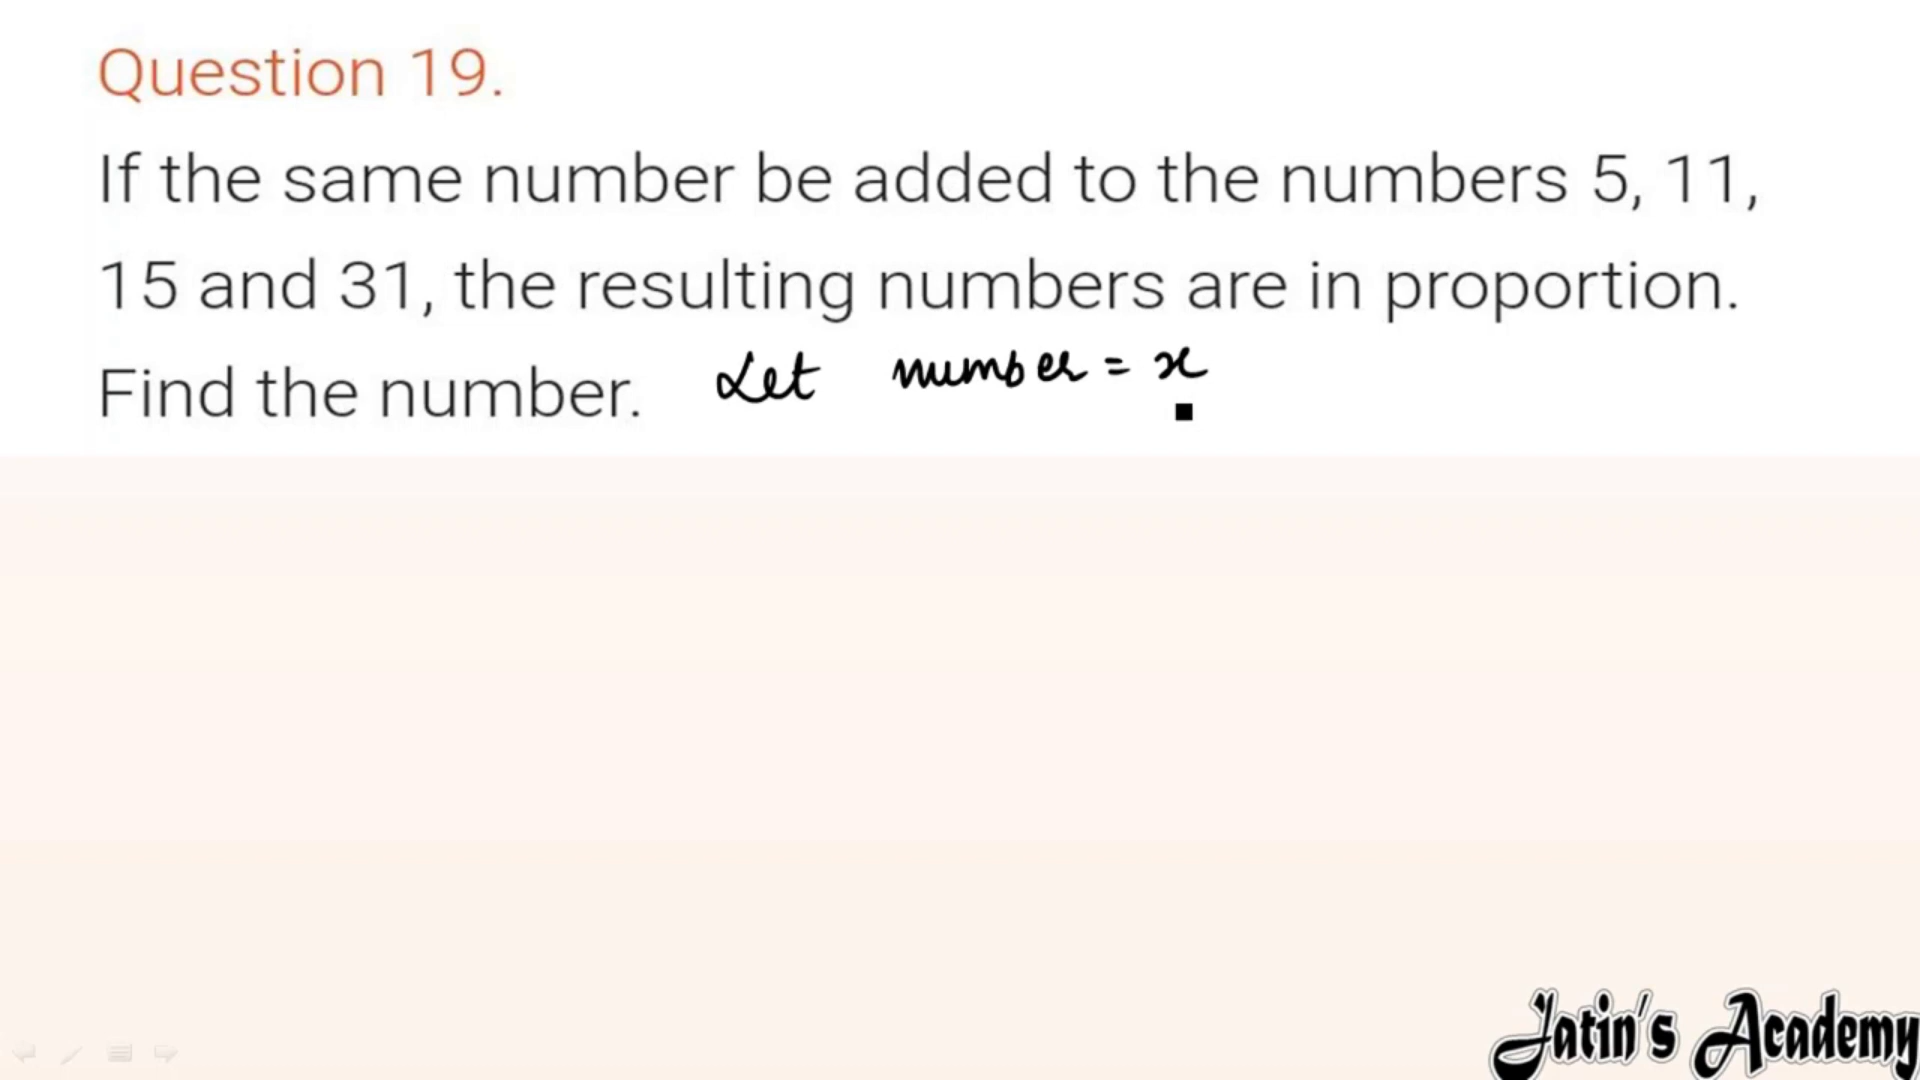 Question 19.
If the same number be added to the numbers 5, 11,
15 and 31, the resulting numbers are in proportion.
Find the number. Let number = x
Jatin's Academy